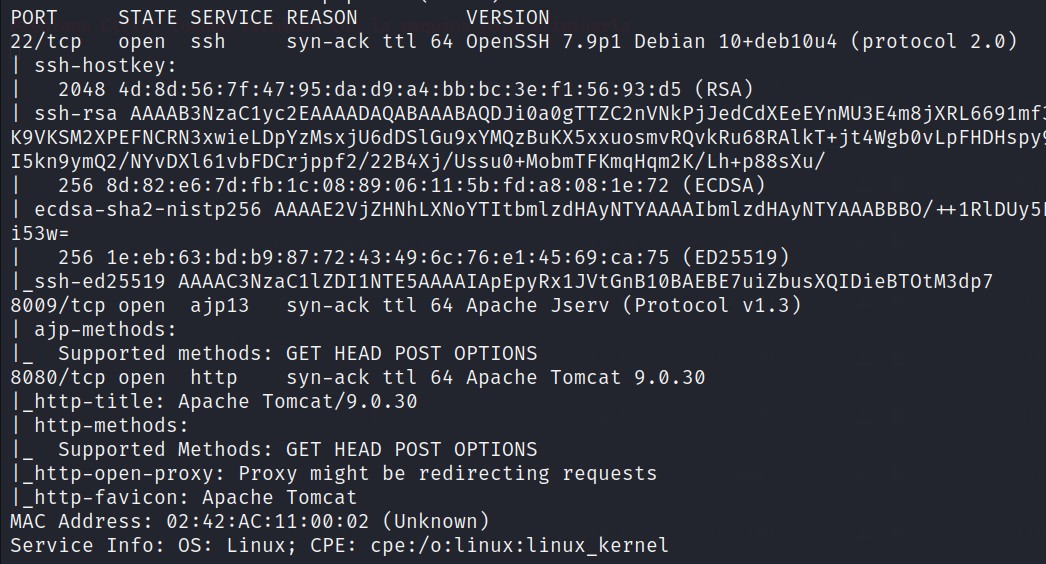 PORT     STATE SERVICE REASON         VERSION
22/tcp   open  ssh     syn-ack ttl 64 OpenSSH 7.9p1 Debian 10+deb10u4 (protocol 2.0)
| ssh-hostkey:
|   2048 4d:8d:56:7f:47:95:da:d9:a4:bb:bc:3e:f1:56:93:d5 (RSA)
| ssh-rsa AAAAB3NzaC1yc2EAAAADAQABAAABAQDJi0a0gTTZC2nVNkPjJedCdXEeEYnMU3E4m8jXRL6691mf
K9VKSM2XPEFNCRN3xwieLDpYzMsxjU6dDSlGu9xYMQzBuKX5xxuosmvRQvkRu68RAlkT+jt4Wgb0vLpFHDHspy
I5kn9ymQ2/NYvDXl61vbFDCrjppf2/22B4Xj/Ussu0+MobmTFKmqHqm2K/Lh+p88sXu/
|   256 8d:82:e6:7d:fb:1c:08:89:06:11:5b:fd:a8:08:1e:72 (ECDSA)
| ecdsa-sha2-nistp256 AAAAE2VjZHNhLXNoYTItbmlzdHAyNTYAAAAIbmlzdHAyNTYAAABBBO/++1RlDUy5
i53w=
|   256 1e:eb:63:bd:b9:87:72:43:49:6c:76:e1:45:69:ca:75 (ED25519)
|_ssh-ed25519 AAAAC3NzaC1lZDI1NTE5AAAAIApEpyRx1JVtGnB10BAEBE7uiZbusXQIDieBTOtM3dp7
8009/tcp open  ajp13   syn-ack ttl 64 Apache Jserv (Protocol v1.3)
| ajp-methods:
|_  Supported methods: GET HEAD POST OPTIONS
8080/tcp open  http    syn-ack ttl 64 Apache Tomcat 9.0.30
|_http-title: Apache Tomcat/9.0.30
| http-methods:
|_  Supported Methods: GET HEAD POST OPTIONS
|_http-open-proxy: Proxy might be redirecting requests
|_http-favicon: Apache Tomcat
MAC Address: 02:42:AC:11:00:02 (Unknown)
Service Info: OS: Linux; CPE: cpe:/o:linux:linux_kernel